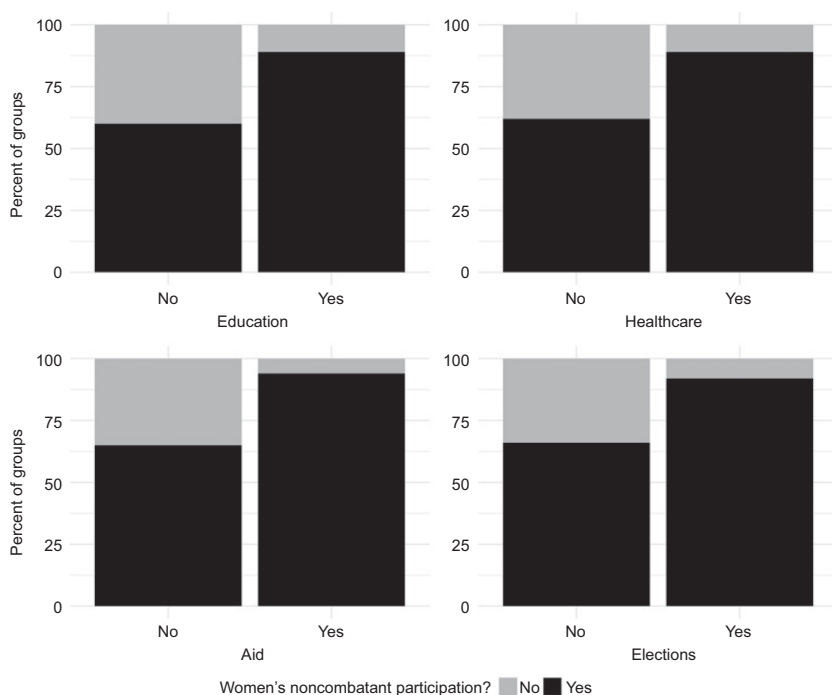 100
75
50
25
0
Percent of groups
No
Yes
Education
100
75
50
25
0
No
Yes
Healthcare
100
75
50
25
0
Percent of groups
No
Yes
Aid
100
75
50
25
0
No
Yes
Elections
Women's noncombatant participation? No Yes